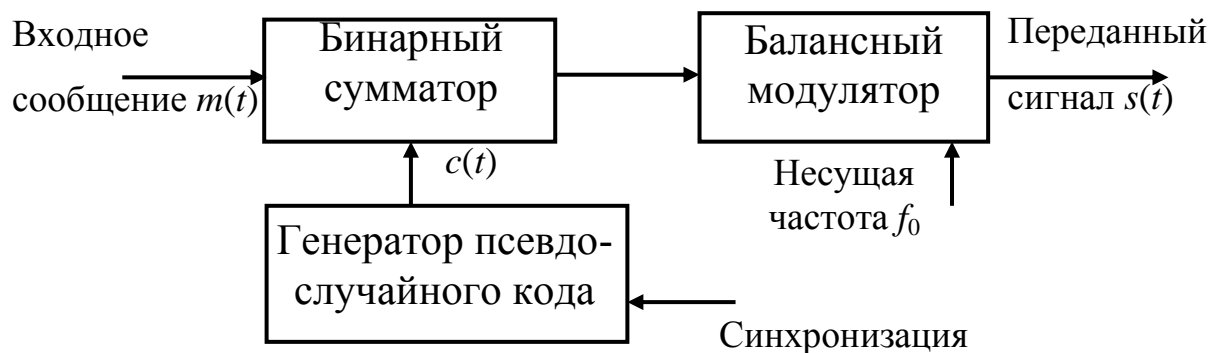 Входное
сообщение m(t)
Бинарный
сумматор
Балансный
модулятор
Переданный
сигнал s(t)
c(t)
Несущая
частота f₀
Генератор псевдо-
случайного кода
Синхронизация